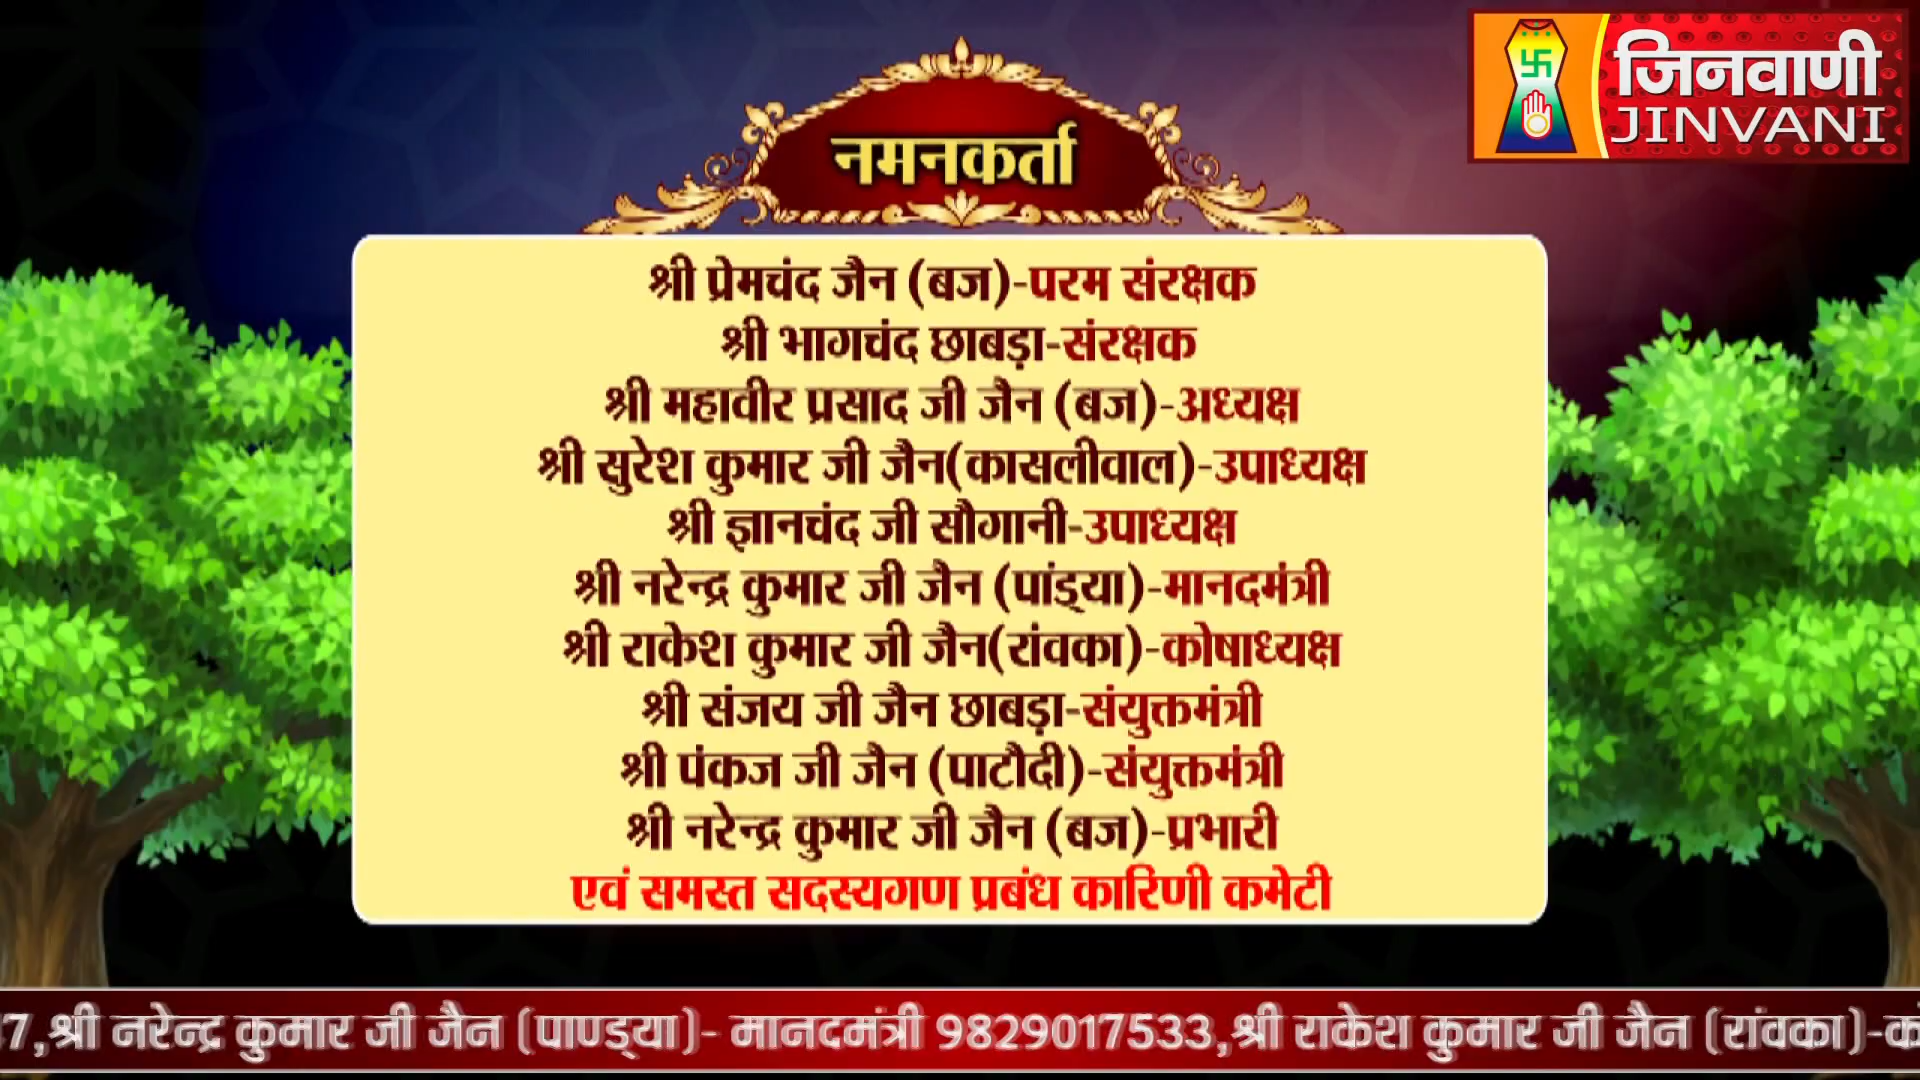 जिनवाणी
JINVANI
नमनकर्ता
श्री प्रेमचंद जैन (बज)-परम संरक्षक
श्री भागचंद छाबड़ा-संरक्षक
श्री महावीर प्रसाद जी जैन (बज)-अध्यक्ष
श्री सुरेश कुमार जी जैन(कासलीवाल)-उपाध्यक्ष
श्री ज्ञानचंद जी सौगानी-उपाध्यक्ष
श्री नरेन्द्र कुमार जी जैन (पांड्या)-मानदमंत्री
श्री राकेश कुमार जी जैन(रांवका)-कोषाध्यक्ष
श्री संजय जी जैन छाबड़ा-संयुक्तमंत्री
श्री पंकज जी जैन (पाटौदी)-संयुक्तमंत्री
श्री नरेन्द्र कुमार जी जैन (बज)-प्रभारी
एवं समस्त सदस्यगण प्रबंध कारिणी कमेटी
7,श्री नरेन्द्र कुमार जी जैन (पाण्ड्या)- मानदमंत्री 9829017533,श्री राकेश कुमार जी जैन (रांवका)-